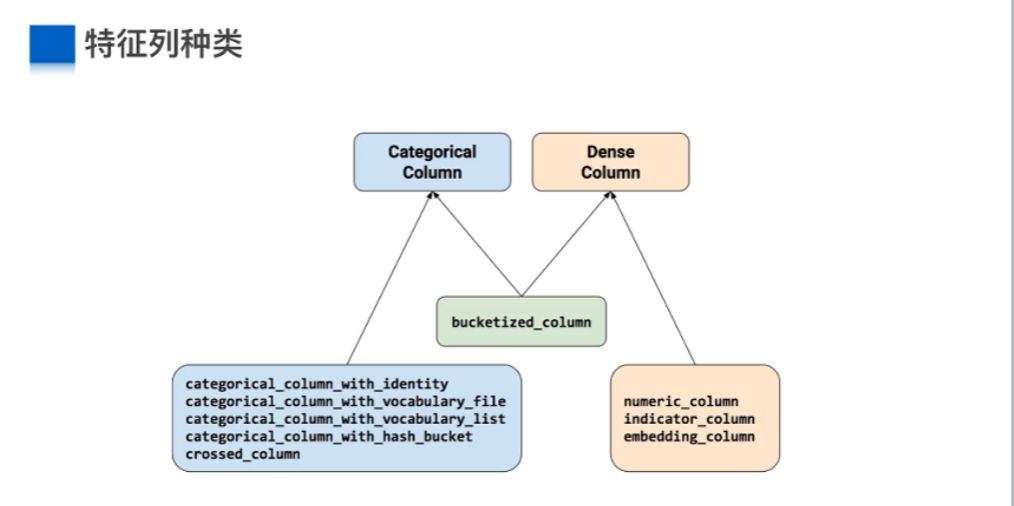 特征列种类
Categorical
Column
Dense
Column
bucketized_column
categorical_column_with_identity
categorical_column_with_vocabulary_file
categorical_column_with_vocabulary_list
categorical_column_with_hash_bucket
crossed_column
numeric_column
indicator_column
embedding_column